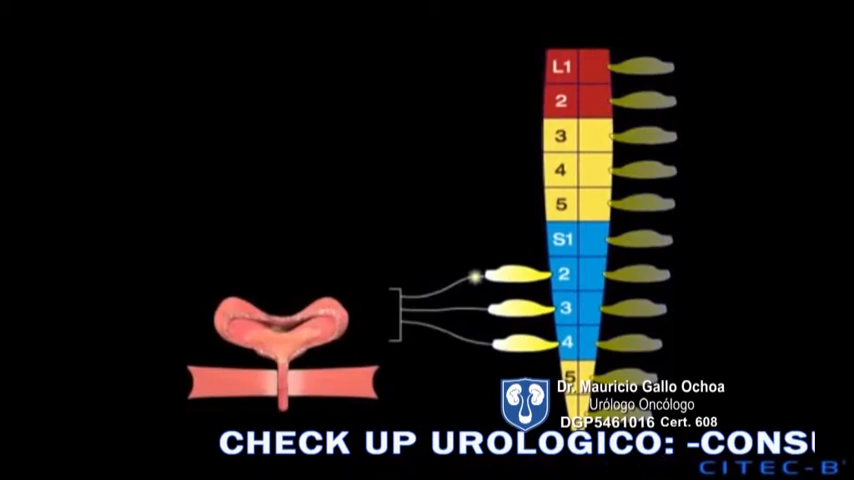 L1
2
3
4
5
S1
2
3
4
5
Dr. Mauricio Gallo Ochoa
Urólogo Oncólogo
DGP5461016 Cert. 608
CHECK UP UROLOGICO: -CONSU
CITEC-B